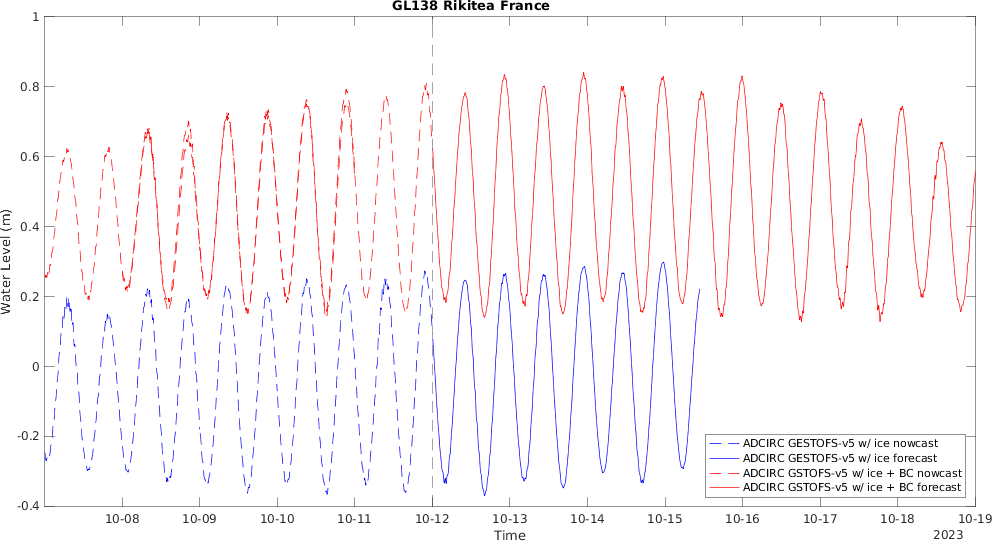 GL138 Rikitea France
Water Level (m)
1
0.8
0.6
0.4
0.2
0
-0.2
-0.4
ADCIRC GESTOFS-v5 w/ ice nowcast
ADCIRC GESTOFS-v5 w/ ice forecast
ADCIRC GSTOFS-v5 w/ ice + BC nowcast
ADCIRC GSTOFS-v5 w/ ice + BC forecast
10-08 10-09 10-10 10-11 10-12 10-13 10-14 10-15 10-16 10-17 10-18 10-19
Time
2023